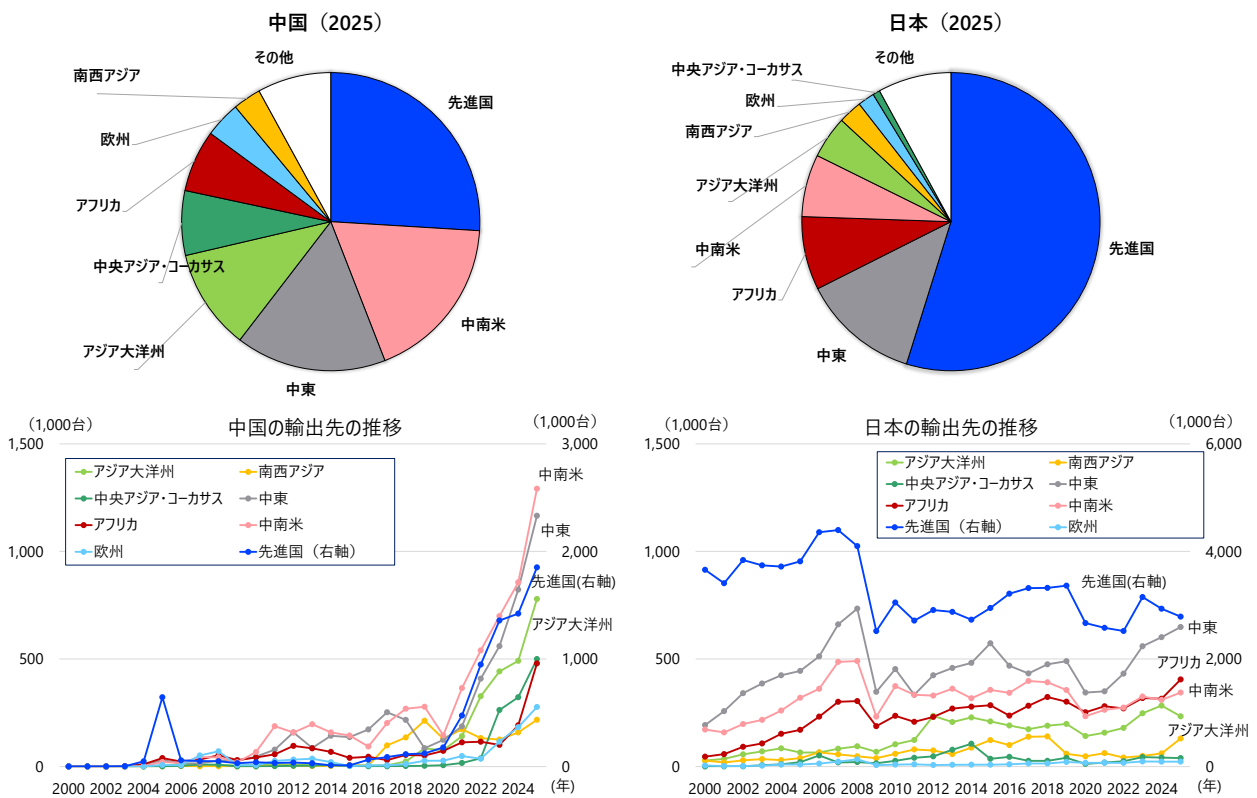 中国（2025）
その他
南西アジア
先進国
欧州
アフリカ
中央アジア・コーカサス
中南米
アジア大洋州
中東
日本（2025）
その他
中央アジア・コーカサス
欧州
南西アジア
アジア大洋州
先進国
中南米
アフリカ
中東
（1,000台）
中国の輸出先の推移
（1,000台）
1,500
3,000
アジア大洋州
南西アジア
中央アジア・コーカサス
中東
アフリカ
中南米
欧州
先進国（右軸）
中南米
中東
1,000
2,000
先進国(右軸)
アジア大洋州
500
1,000
0
0
2000 2002 2004 2006 2008 2010 2012 2014 2016 2018 2020 2022 2024
(年)
（1,000台）
日本の輸出先の推移
（1,000台）
1,500
6,000
アジア大洋州
南西アジア
中央アジア・コーカサス
中東
アフリカ
中南米
先進国（右軸）
欧州
1,000
4,000
先進国(右軸)
中東
500
2,000
アフリカ
中南米
アジア大洋州
0
0
2000 2002 2004 2006 2008 2010 2012 2014 2016 2018 2020 2022 2024
(年)